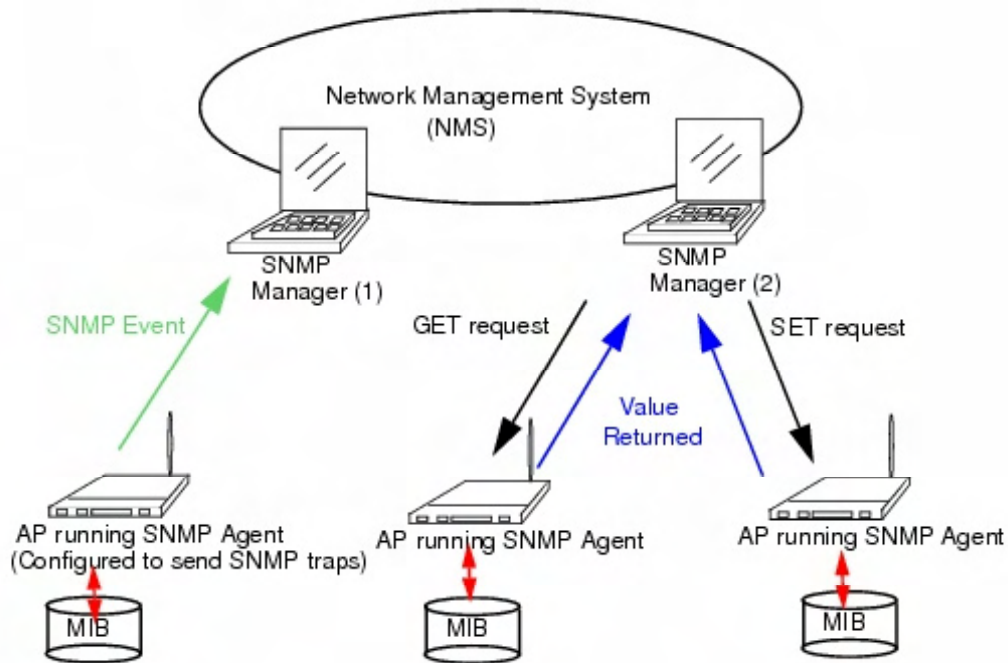 Network Management System
(NMS)
SNMP
Manager (1)
SNMP
Manager (2)
SNMP Event
GET request
SET request
Value
Returned
AP running SNMP Agent
(Configured to send SNMP traps)
AP running SNMP Agent
AP running SNMP Agent
MIB
MIB
MIB